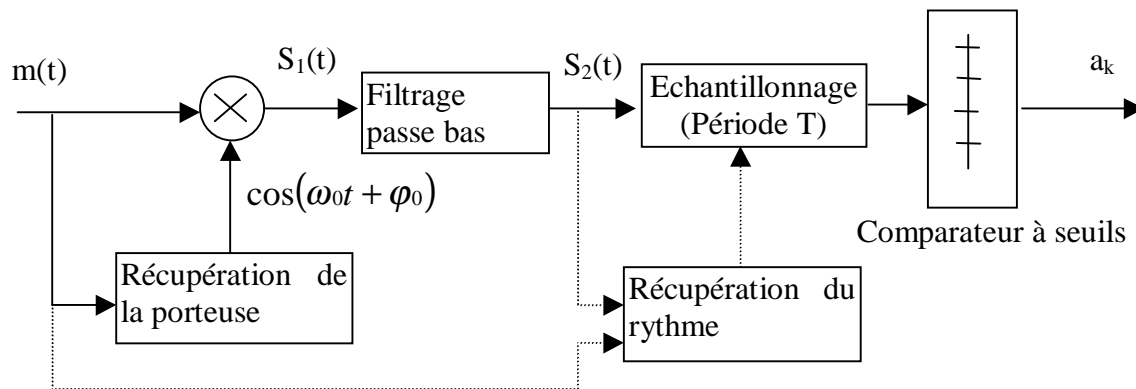 m(t)
S₁(t)
Filtrage
passe bas
S₂(t)
Echantillonnage
(Période T)
aₖ
cos(ω₀t + φ₀)
Comparateur à seuils
Récupération de
la porteuse
Récupération du
rythme